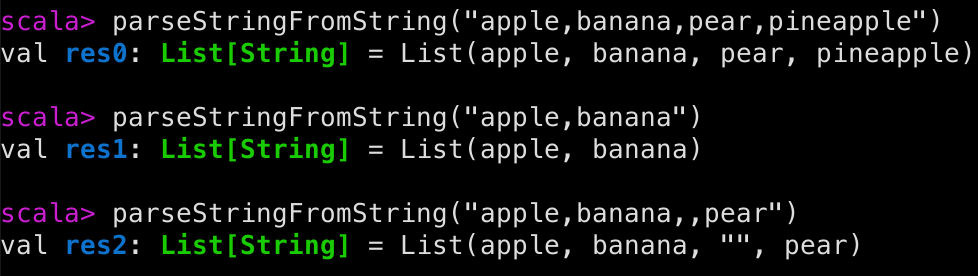 scala> parseStringFromString("apple,banana,pear,pineapple")
val res0: List[String] = List(apple, banana, pear, pineapple)
scala> parseStringFromString("apple,banana")
val res1: List[String] = List(apple, banana)
scala> parseStringFromString("apple,banana,,pear")
val res2: List[String] = List(apple, banana, "", pear)